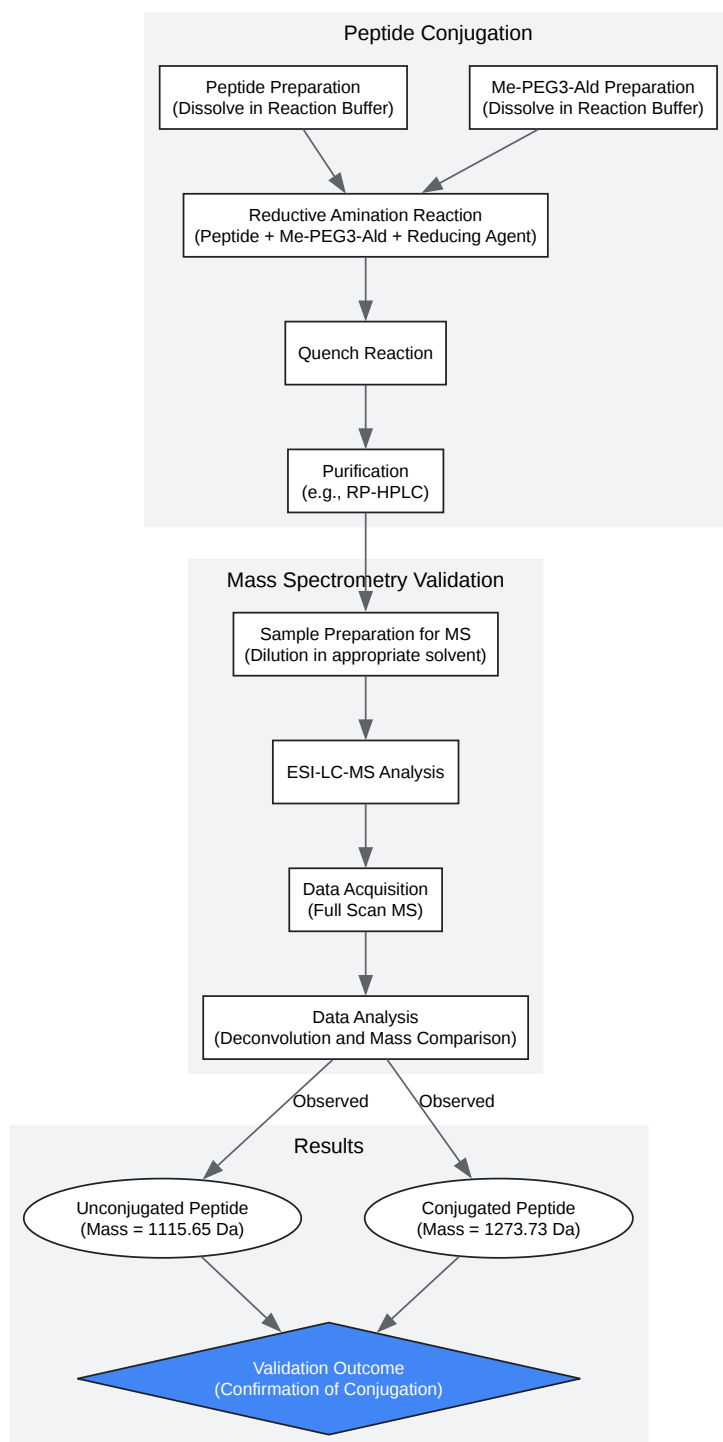 Peptide Conjugation
Peptide Preparation
(Dissolve in Reaction Buffer)
Me-PEG3-Ald Preparation
(Dissolve in Reaction Buffer)
Reductive Amination Reaction
(Peptide + Me-PEG3-Ald + Reducing Agent)
Quench Reaction
Purification
(e.g., RP-HPLC)
Mass Spectrometry Validation
Sample Preparation for MS
(Dilution in appropriate solvent)
ESI-LC-MS Analysis
Data Acquisition
(Full Scan MS)
Data Analysis
(Deconvolution and Mass Comparison)
Observed
Observed
Results
Unconjugated Peptide
(Mass = 1115.65 Da)
Conjugated Peptide
(Mass = 1273.73 Da)
Validation Outcome
(Confirmation of Conjugation)